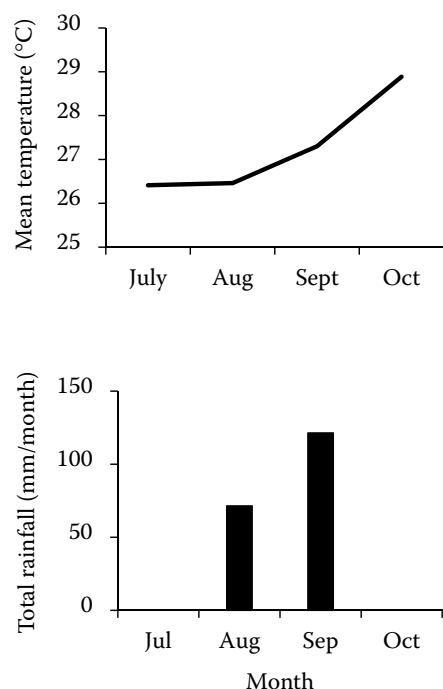 Mean temperature (°C)
30
29
28
27
26
25
July Aug Sept Oct
Total rainfall (mm/month)
150
100
50
0
Jul Aug Sep Oct
Month